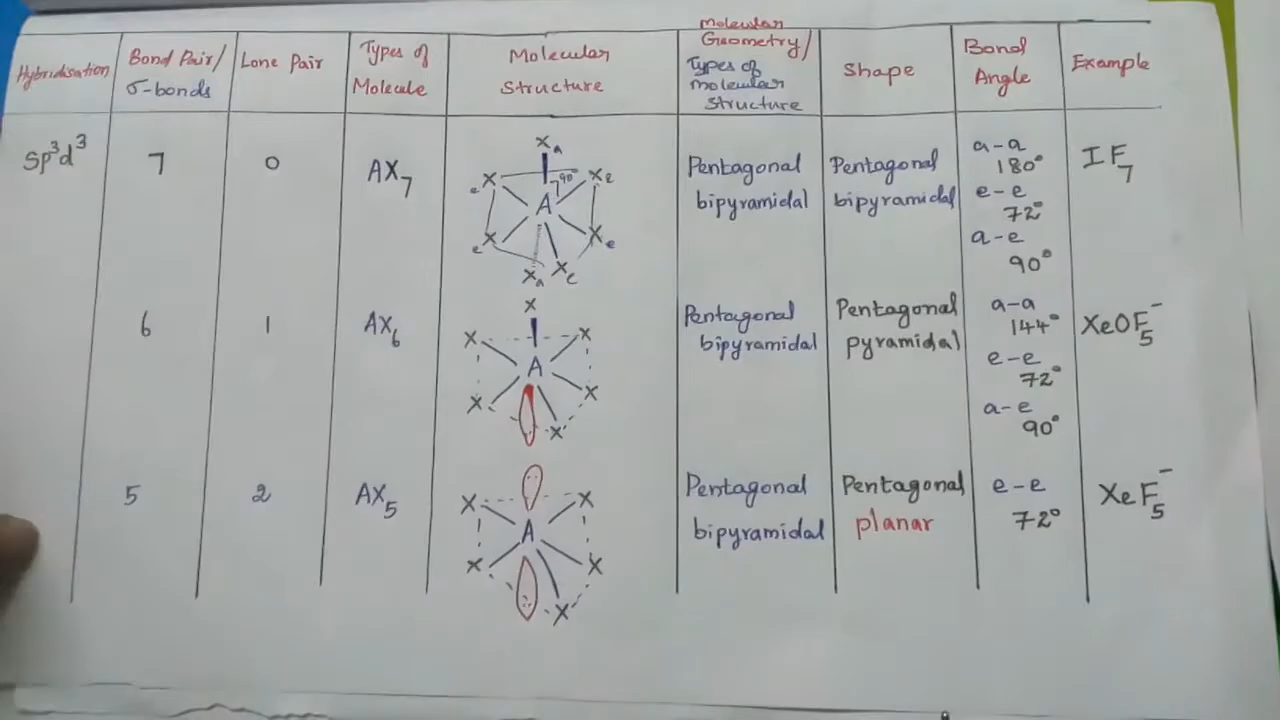 Hybridisation
Bond Pair/
σ-bonds
Lone Pair
Types of
Molecule
Molecular
Structure
Molecular
Geometry/
Types of
molecular
structure
Shape
Bond
Angle
Example
Sp³d³
7
0
AX₇
Xₐ
ₑX
Xₑ
90°
A
ₑX
Xₑ
Xₐ
Xₑ
Pentagonal
bipyramidal
Pentagonal
bipyramidal
a-a
180°
e-e
72°
a-e
90°
IF₇
6
1
AX₆
X
X
X
A
X
X
X
Pentagonal
bipyramidal
Pentagonal
pyramidal
a-a
144°
e-e
72°
a-e
90°
XeOF₅⁻
5
2
AX₅
X
X
A
X
X
X
Pentagonal
bipyramidal
Pentagonal
planar
e-e
72°
XeF₅⁻